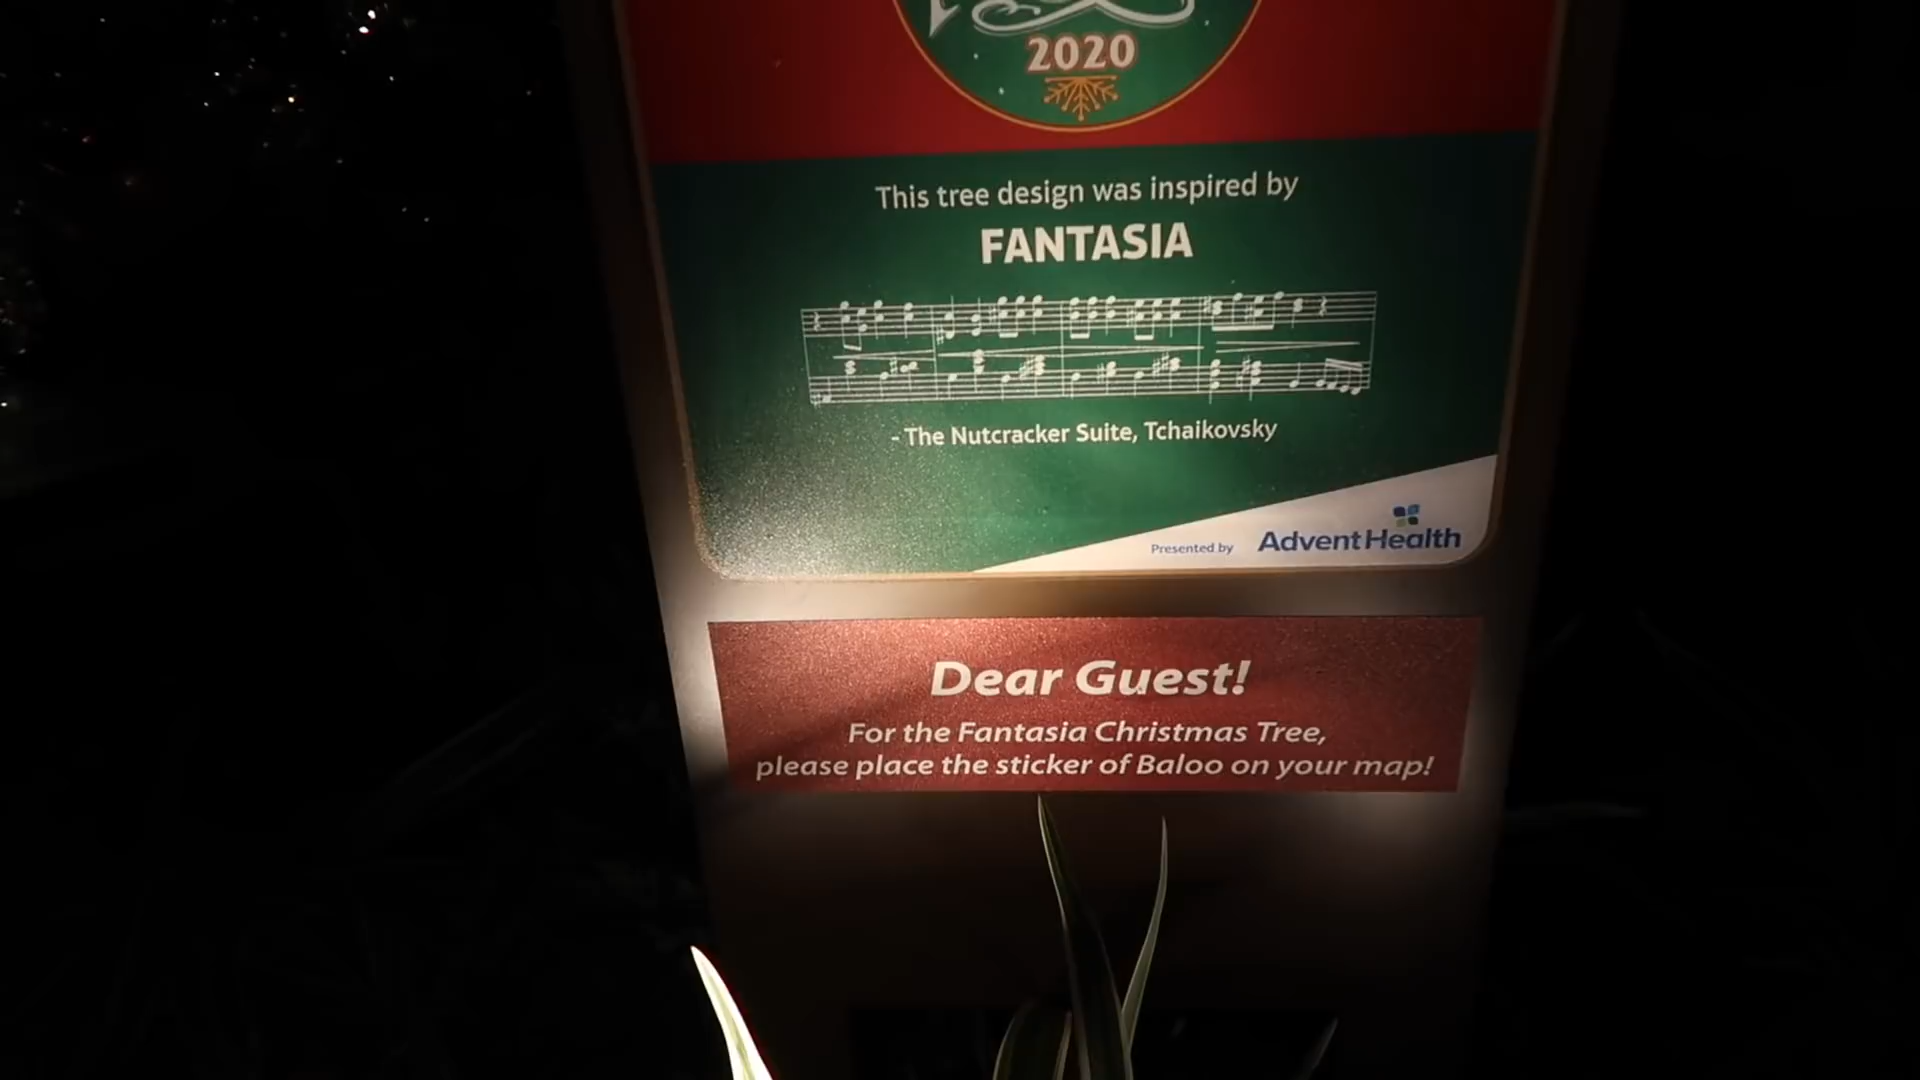 2020
This tree design was inspired by
FANTASIA
- The Nutcracker Suite, Tchaikovsky
Presented by AdventHealth
Dear Guest!
For the Fantasia Christmas Tree,
please place the sticker of Baloo on your map!